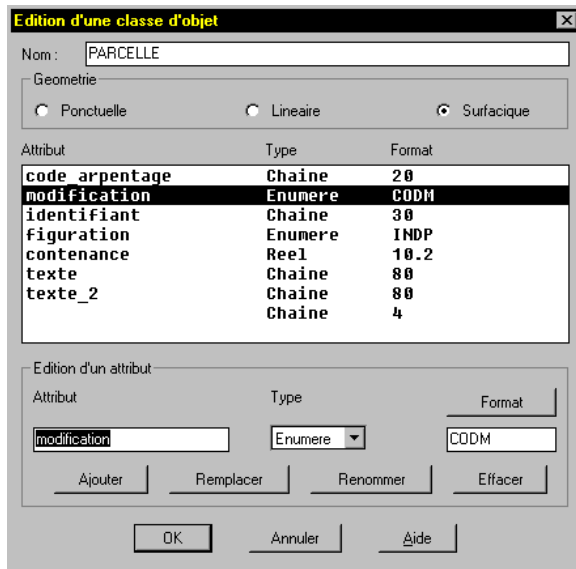 Edition d'une classe d'objet
Nom : PARCELLE
Geometrie
Ponctuelle Lineaire Surfacique
Attribut Type Format
code_arpentage Chaine 20
modification Enumere CODM
identifiant Chaine 30
figuration Enumere INDP
contenance Reel 10.2
texte Chaine 80
texte_2 Chaine 80
Chaine 4
Edition d'un attribut
Attribut Type Format
modification Enumere CODM
Ajouter Remplacer Renommer Effacer
OK Annuler Aide